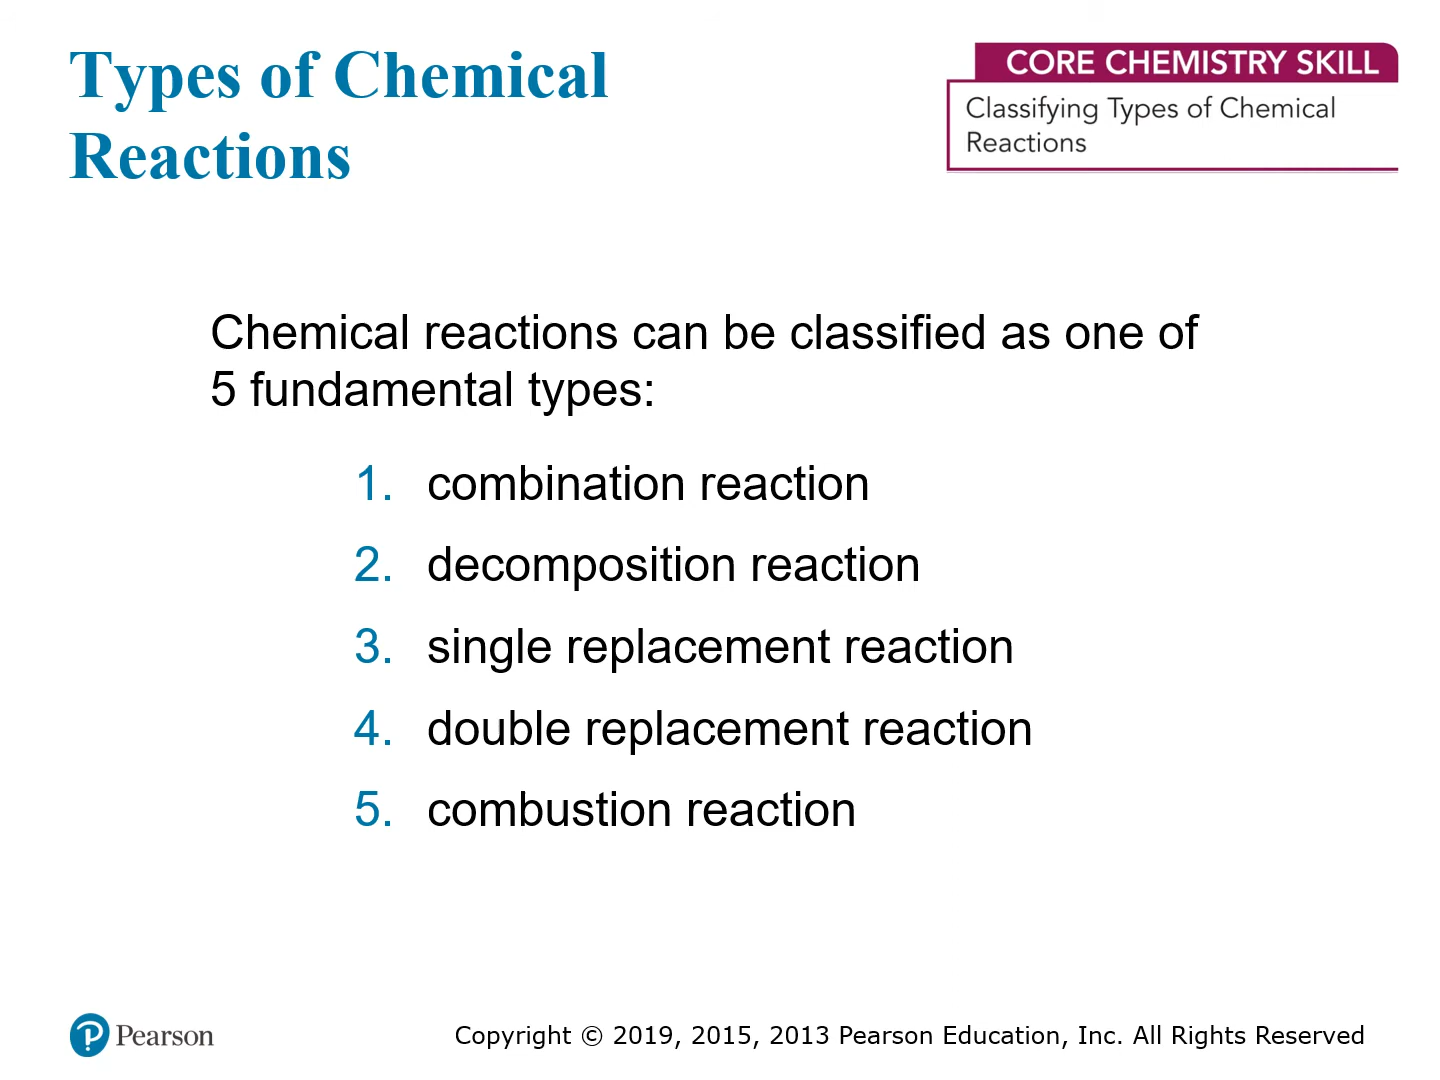 Types of Chemical
Reactions
CORE CHEMISTRY SKILL
Classifying Types of Chemical
Reactions
Chemical reactions can be classified as one of
5 fundamental types:
1. combination reaction
2. decomposition reaction
3. single replacement reaction
4. double replacement reaction
5. combustion reaction
Pearson
Copyright © 2019, 2015, 2013 Pearson Education, Inc. All Rights Reserved